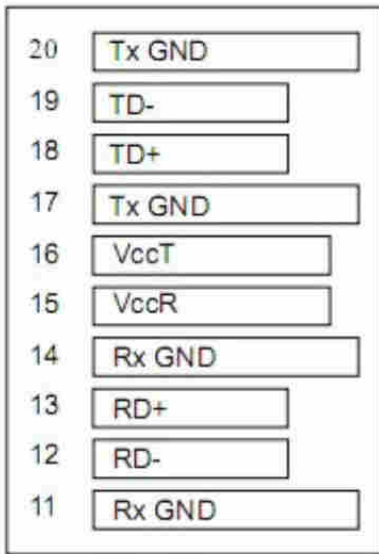 20 Tx GND
19 TD-
18 TD+
17 Tx GND
16 VccT
15 VccR
14 Rx GND
13 RD+
12 RD-
11 Rx GND